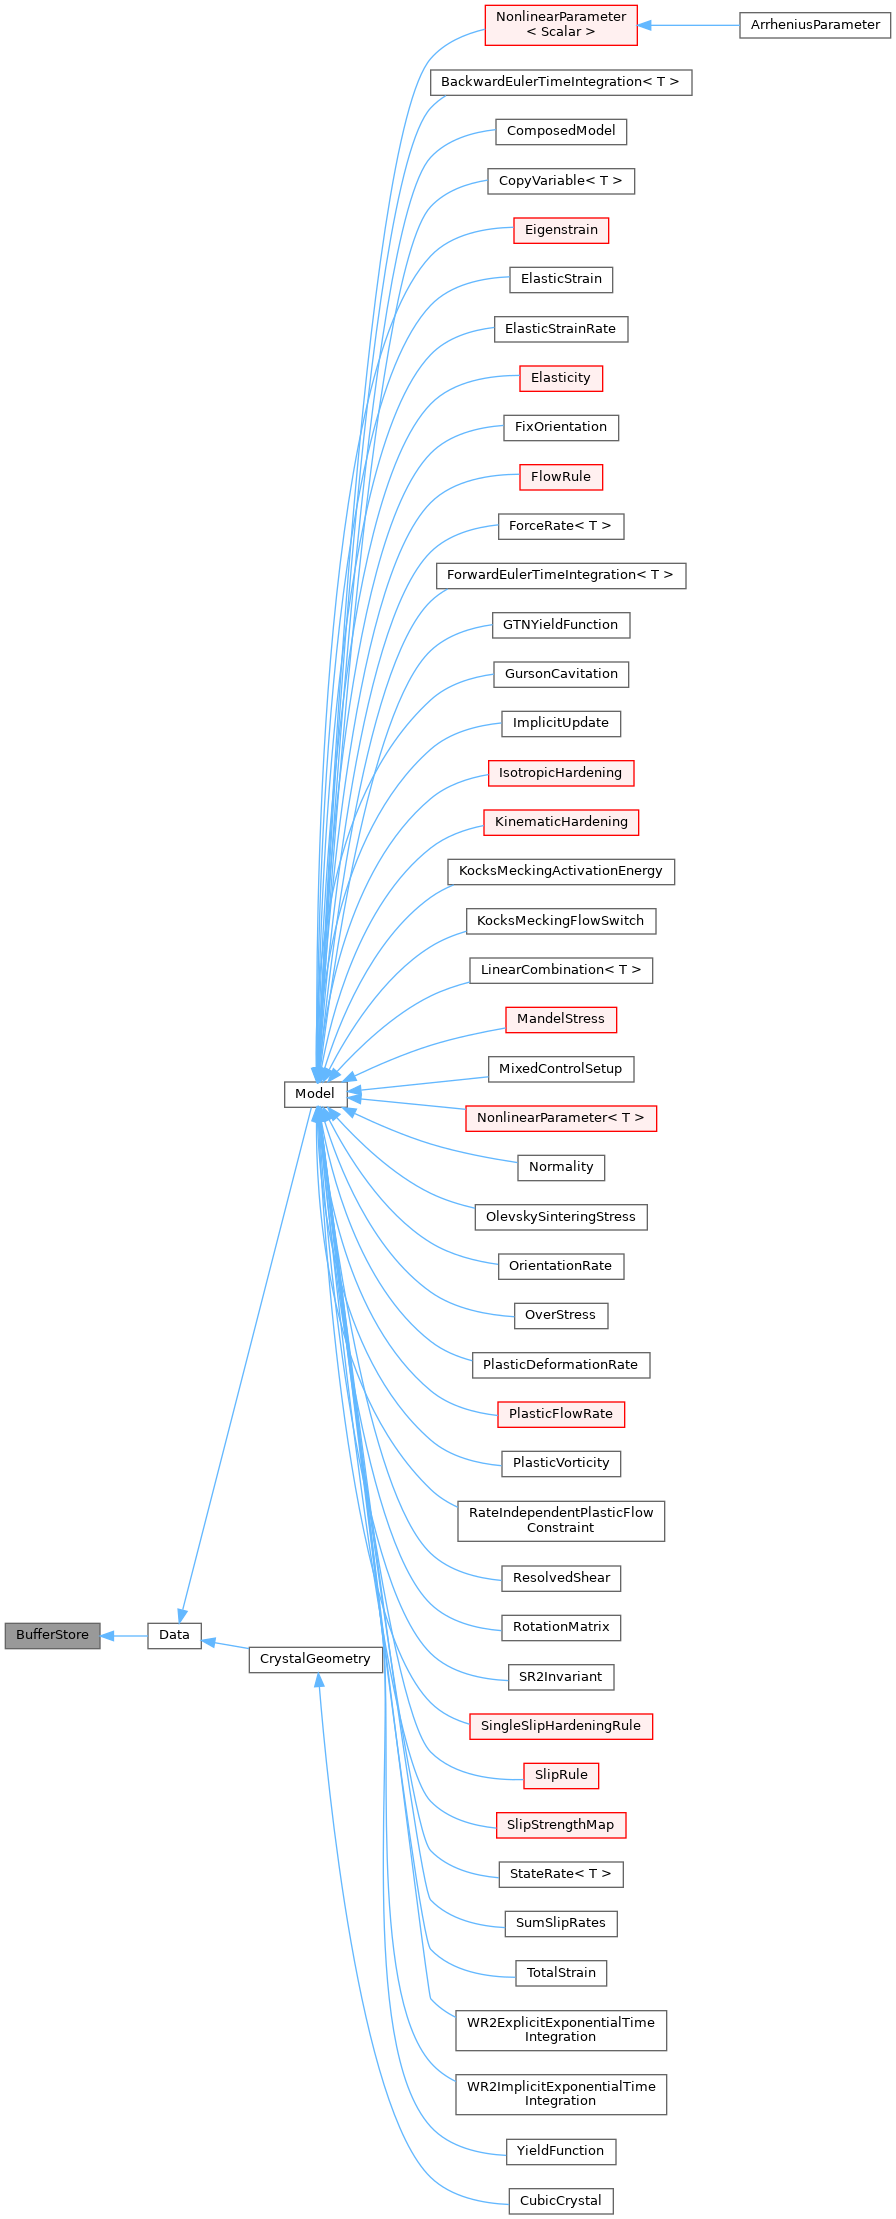 NonlinearParameter
< Scalar >
ArrheniusParameter
BackwardEulerTimeIntegration< T >
ComposedModel
CopyVariable< T >
Eigenstrain
ElasticStrain
ElasticStrainRate
Elasticity
FixOrientation
FlowRule
ForceRate< T >
ForwardEulerTimeIntegration< T >
GTNYieldFunction
GursonCavitation
ImplicitUpdate
IsotropicHardening
KinematicHardening
KocksMeckingActivationEnergy
KocksMeckingFlowSwitch
LinearCombination< T >
MandelStress
MixedControlSetup
Model
NonlinearParameter< T >
Normality
OlevskySinteringStress
OrientationRate
OverStress
PlasticDeformationRate
PlasticFlowRate
PlasticVorticity
RateIndependentPlasticFlow
Constraint
ResolvedShear
RotationMatrix
BufferStore
Data
CrystalGeometry
SR2Invariant
SingleSlipHardeningRule
SlipRule
SlipStrengthMap
StateRate< T >
SumSlipRates
TotalStrain
WR2ExplicitExponentialTime
Integration
WR2ImplicitExponentialTime
Integration
YieldFunction
CubicCrystal